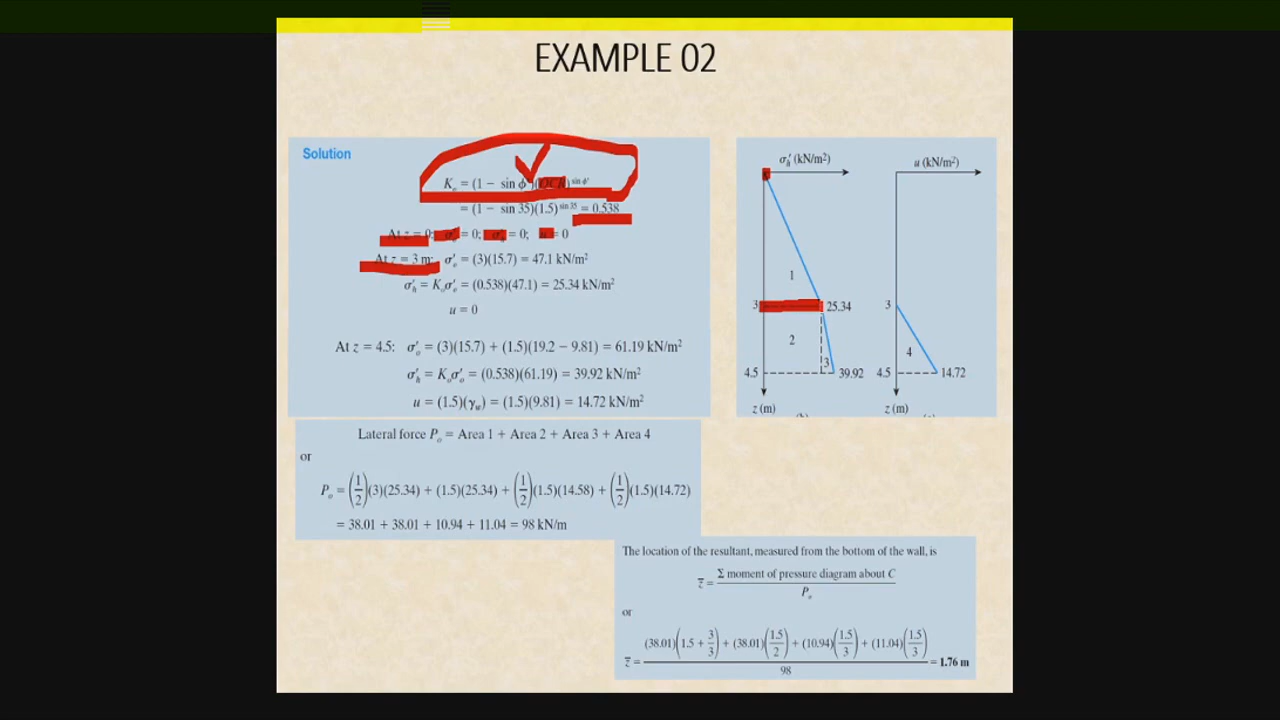 EXAMPLE 02
Solution
Kₒ = (1 − sin ϕ′)(OCR)^sin ϕ′
= (1 − sin 35)(1.5)^sin 35 = 0.538
At z = 0; σ′ₒ = 0; = 0; u = 0
At z = 3 m: σ′ₒ = (3)(15.7) = 47.1 kN/m²
σ′ₕ = Kₒσ′ₒ = (0.538)(47.1) = 25.34 kN/m²
u = 0
At z = 4.5: σ′ₒ = (3)(15.7) + (1.5)(19.2 − 9.81) = 61.19 kN/m²
σ′ₕ = Kₒσ′ₒ = (0.538)(61.19) = 39.92 kN/m²
u = (1.5)(γ_w) = (1.5)(9.81) = 14.72 kN/m²
σ′ₕ (kN/m²)
1
3
25.34
2
3
4.5
39.92
z (m)
u (kN/m²)
3
4
4.5
14.72
z (m)
Lateral force Pₒ = Area 1 + Area 2 + Area 3 + Area 4
or
Pₒ = (1/2)(3)(25.34) + (1.5)(25.34) + (1/2)(1.5)(14.58) + (1/2)(1.5)(14.72)
= 38.01 + 38.01 + 10.94 + 11.04 = 98 kN/m
The location of the resultant, measured from the bottom of the wall, is
z̄ = Σ moment of pressure diagram about C / Pₒ
or
z̄ = (38.01)(1.5 + 3/3) + (38.01)(1.5/2) + (10.94)(1.5/3) + (11.04)(1.5/3) / 98 = 1.76 m